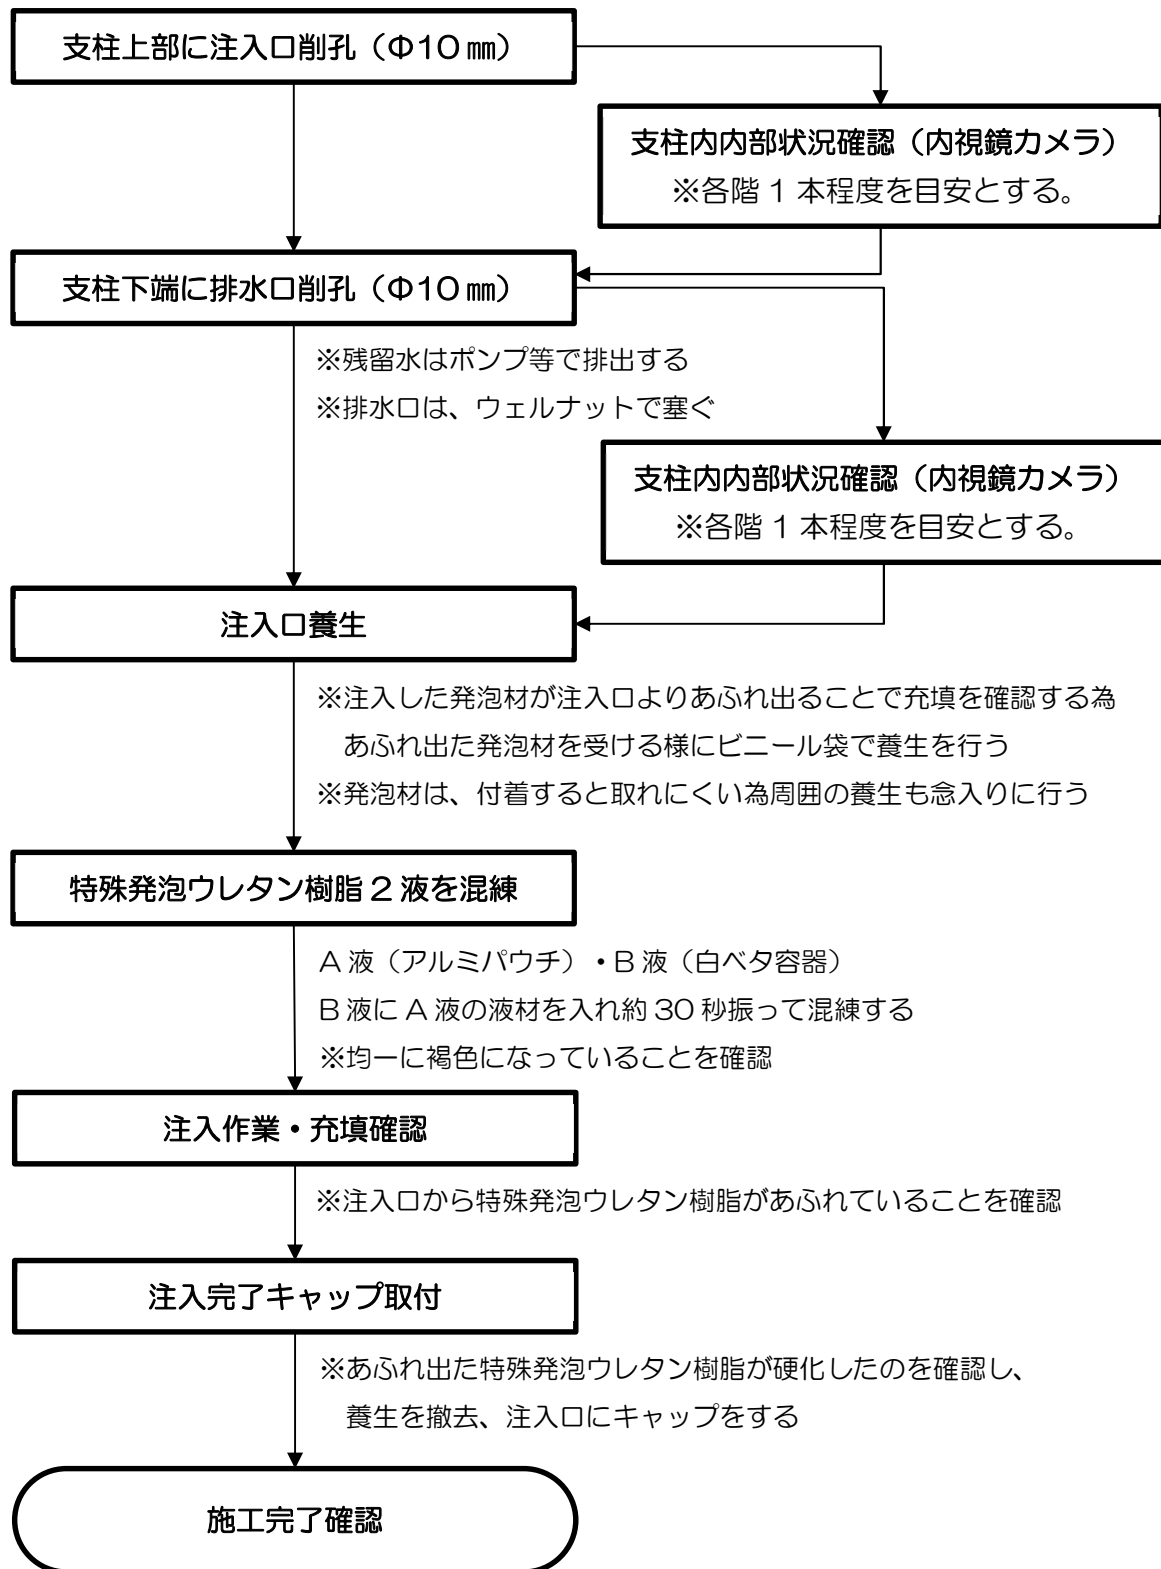 支柱上部に注入口削孔（Φ10㎜）
支柱内内部状況確認（内視鏡カメラ）
※各階 1 本程度を目安とする。
支柱下端に排水口削孔（Φ10㎜）
※残留水はポンプ等で排出する
※排水口は、ウェルナットで塞ぐ
支柱内内部状況確認（内視鏡カメラ）
※各階 1 本程度を目安とする。
注入口養生
※注入した発泡材が注入口よりあふれ出ることで充填を確認する為
あふれ出た発泡材を受ける様にビニール袋で養生を行う
※発泡材は、付着すると取れにくい為周囲の養生も念入りに行う
特殊発泡ウレタン樹脂 2 液を混練
A 液（アルミパウチ）・B 液（白ベタ容器）
B 液に A 液の液材を入れ約 30 秒振って混練する
※均一に褐色になっていることを確認
注入作業・充填確認
※注入口から特殊発泡ウレタン樹脂があふれていることを確認
注入完了キャップ取付
※あふれ出た特殊発泡ウレタン樹脂が硬化したのを確認し、
養生を撤去、注入口にキャップをする
施工完了確認